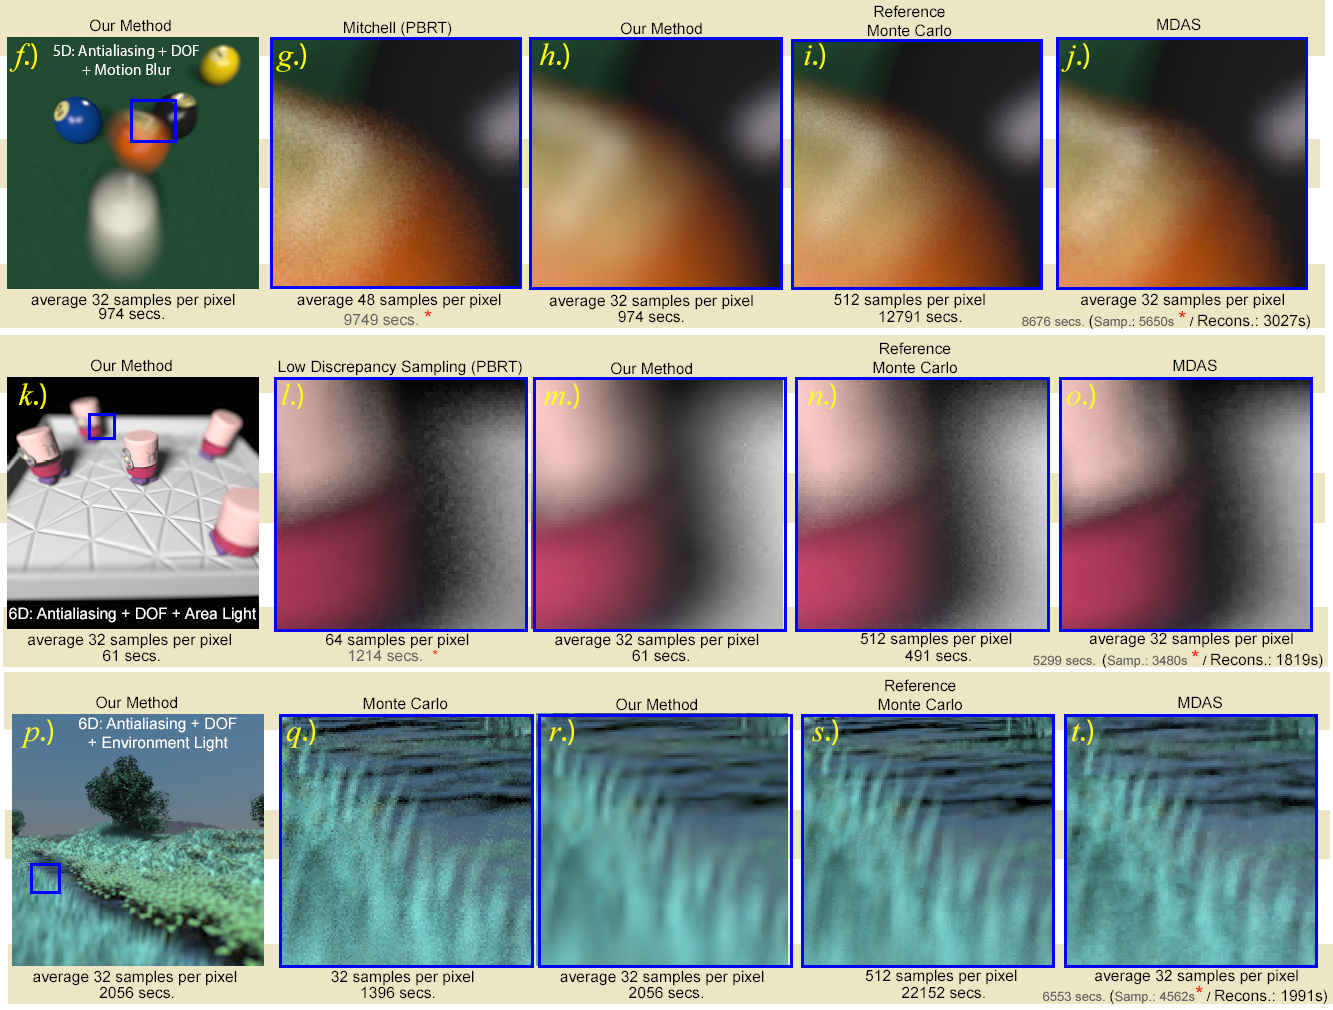 Our Method
Mitchell (PBRT)
Our Method
Reference
Monte Carlo
MDAS
f.) 5D: Antialiasing + DOF
+ Motion Blur
g.)
h.)
i.)
j.)
average 32 samples per pixel
974 secs.
average 48 samples per pixel
9749 secs. *
average 32 samples per pixel
974 secs.
512 samples per pixel
12791 secs.
average 32 samples per pixel
8676 secs. (Samp.: 5650s * / Recons.: 3027s)
Our Method
Low Discrepancy Sampling (PBRT)
Our Method
Reference
Monte Carlo
MDAS
k.)
l.)
m.)
n.)
o.)
6D: Antialiasing + DOF + Area Light
average 32 samples per pixel
61 secs.
64 samples per pixel
1214 secs. *
average 32 samples per pixel
61 secs.
512 samples per pixel
491 secs.
average 32 samples per pixel
5299 secs. (Samp.: 3480s * / Recons.: 1819s)
Our Method
Monte Carlo
Our Method
Reference
Monte Carlo
MDAS
p.) 6D: Antialiasing + DOF
+ Environment Light
q.)
r.)
s.)
t.)
average 32 samples per pixel
2056 secs.
32 samples per pixel
1396 secs.
average 32 samples per pixel
2056 secs.
512 samples per pixel
22152 secs.
average 32 samples per pixel
6553 secs. (Samp.: 4562s * / Recons.: 1991s)